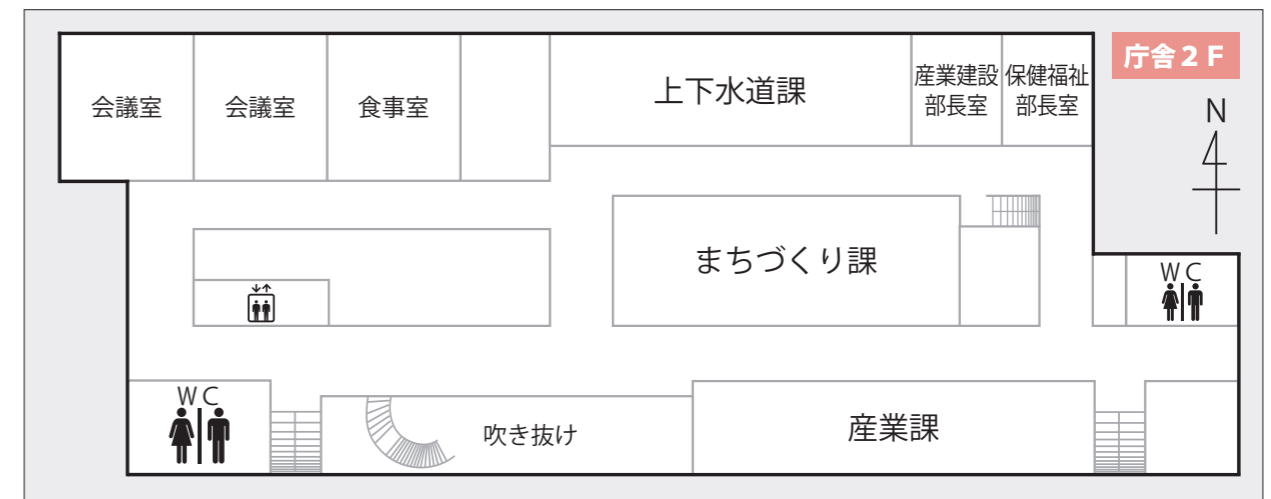 庁舎２Ｆ
N
会議室
会議室
食事室
上下水道課
産業建設
部長室
保健福祉
部長室
まちづくり課
WC
WC
吹き抜け
産業課